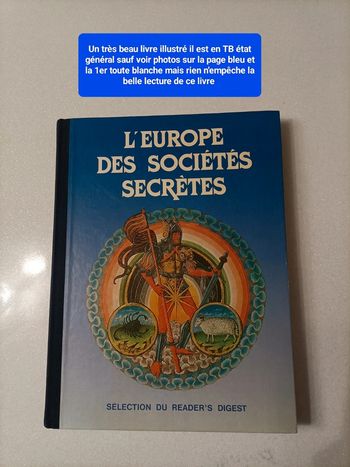 Un très beau livre illustré il est en TB état
général sauf voir photos sur la page bleu et
la 1er toute blanche mais rien n'empêche la
belle lecture de ce livre
L'EUROPE
DES SOCIÉTÉS
SECRÈTES
SÉLECTION DU READER'S DIGEST